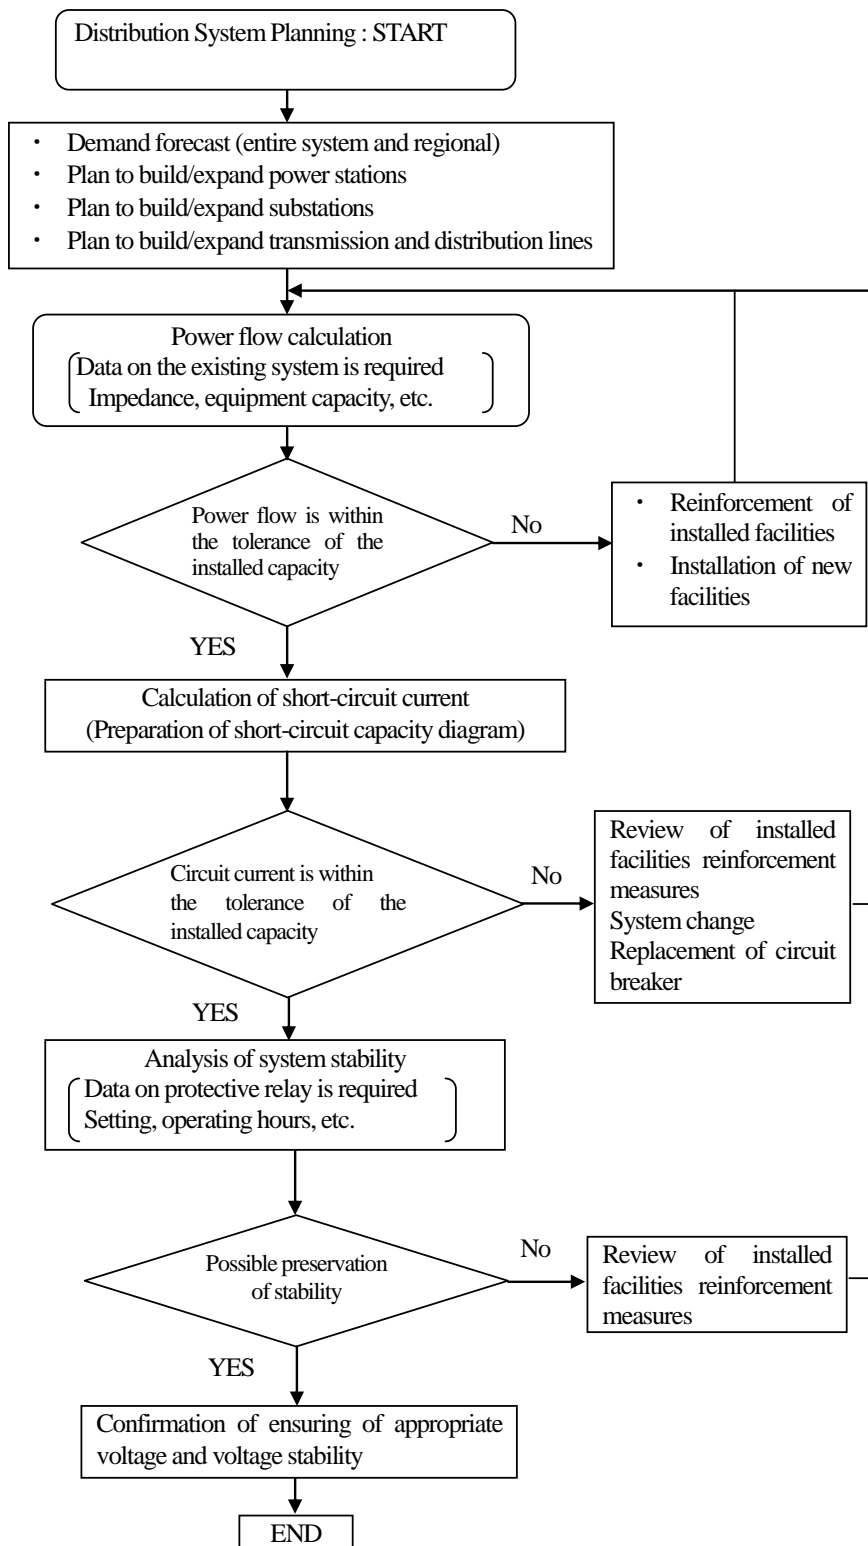 Distribution System Planning : START
・ Demand forecast (entire system and regional)
・ Plan to build/expand power stations
・ Plan to build/expand substations
・ Plan to build/expand transmission and distribution lines
Power flow calculation
Data on the existing system is required
Impedance, equipment capacity, etc.
Power flow is within
the tolerance of the
installed capacity
No
・ Reinforcement of
installed facilities
・ Installation of new
facilities
YES
Calculation of short-circuit current
(Preparation of short-circuit capacity diagram)
Circuit current is within
the tolerance of the
installed capacity
No
Review of installed
facilities reinforcement
measures
System change
Replacement of circuit
breaker
YES
Analysis of system stability
Data on protective relay is required
Setting, operating hours, etc.
Possible preservation
of stability
No
Review of installed
facilities reinforcement
measures
YES
Confirmation of ensuring of appropriate
voltage and voltage stability
END